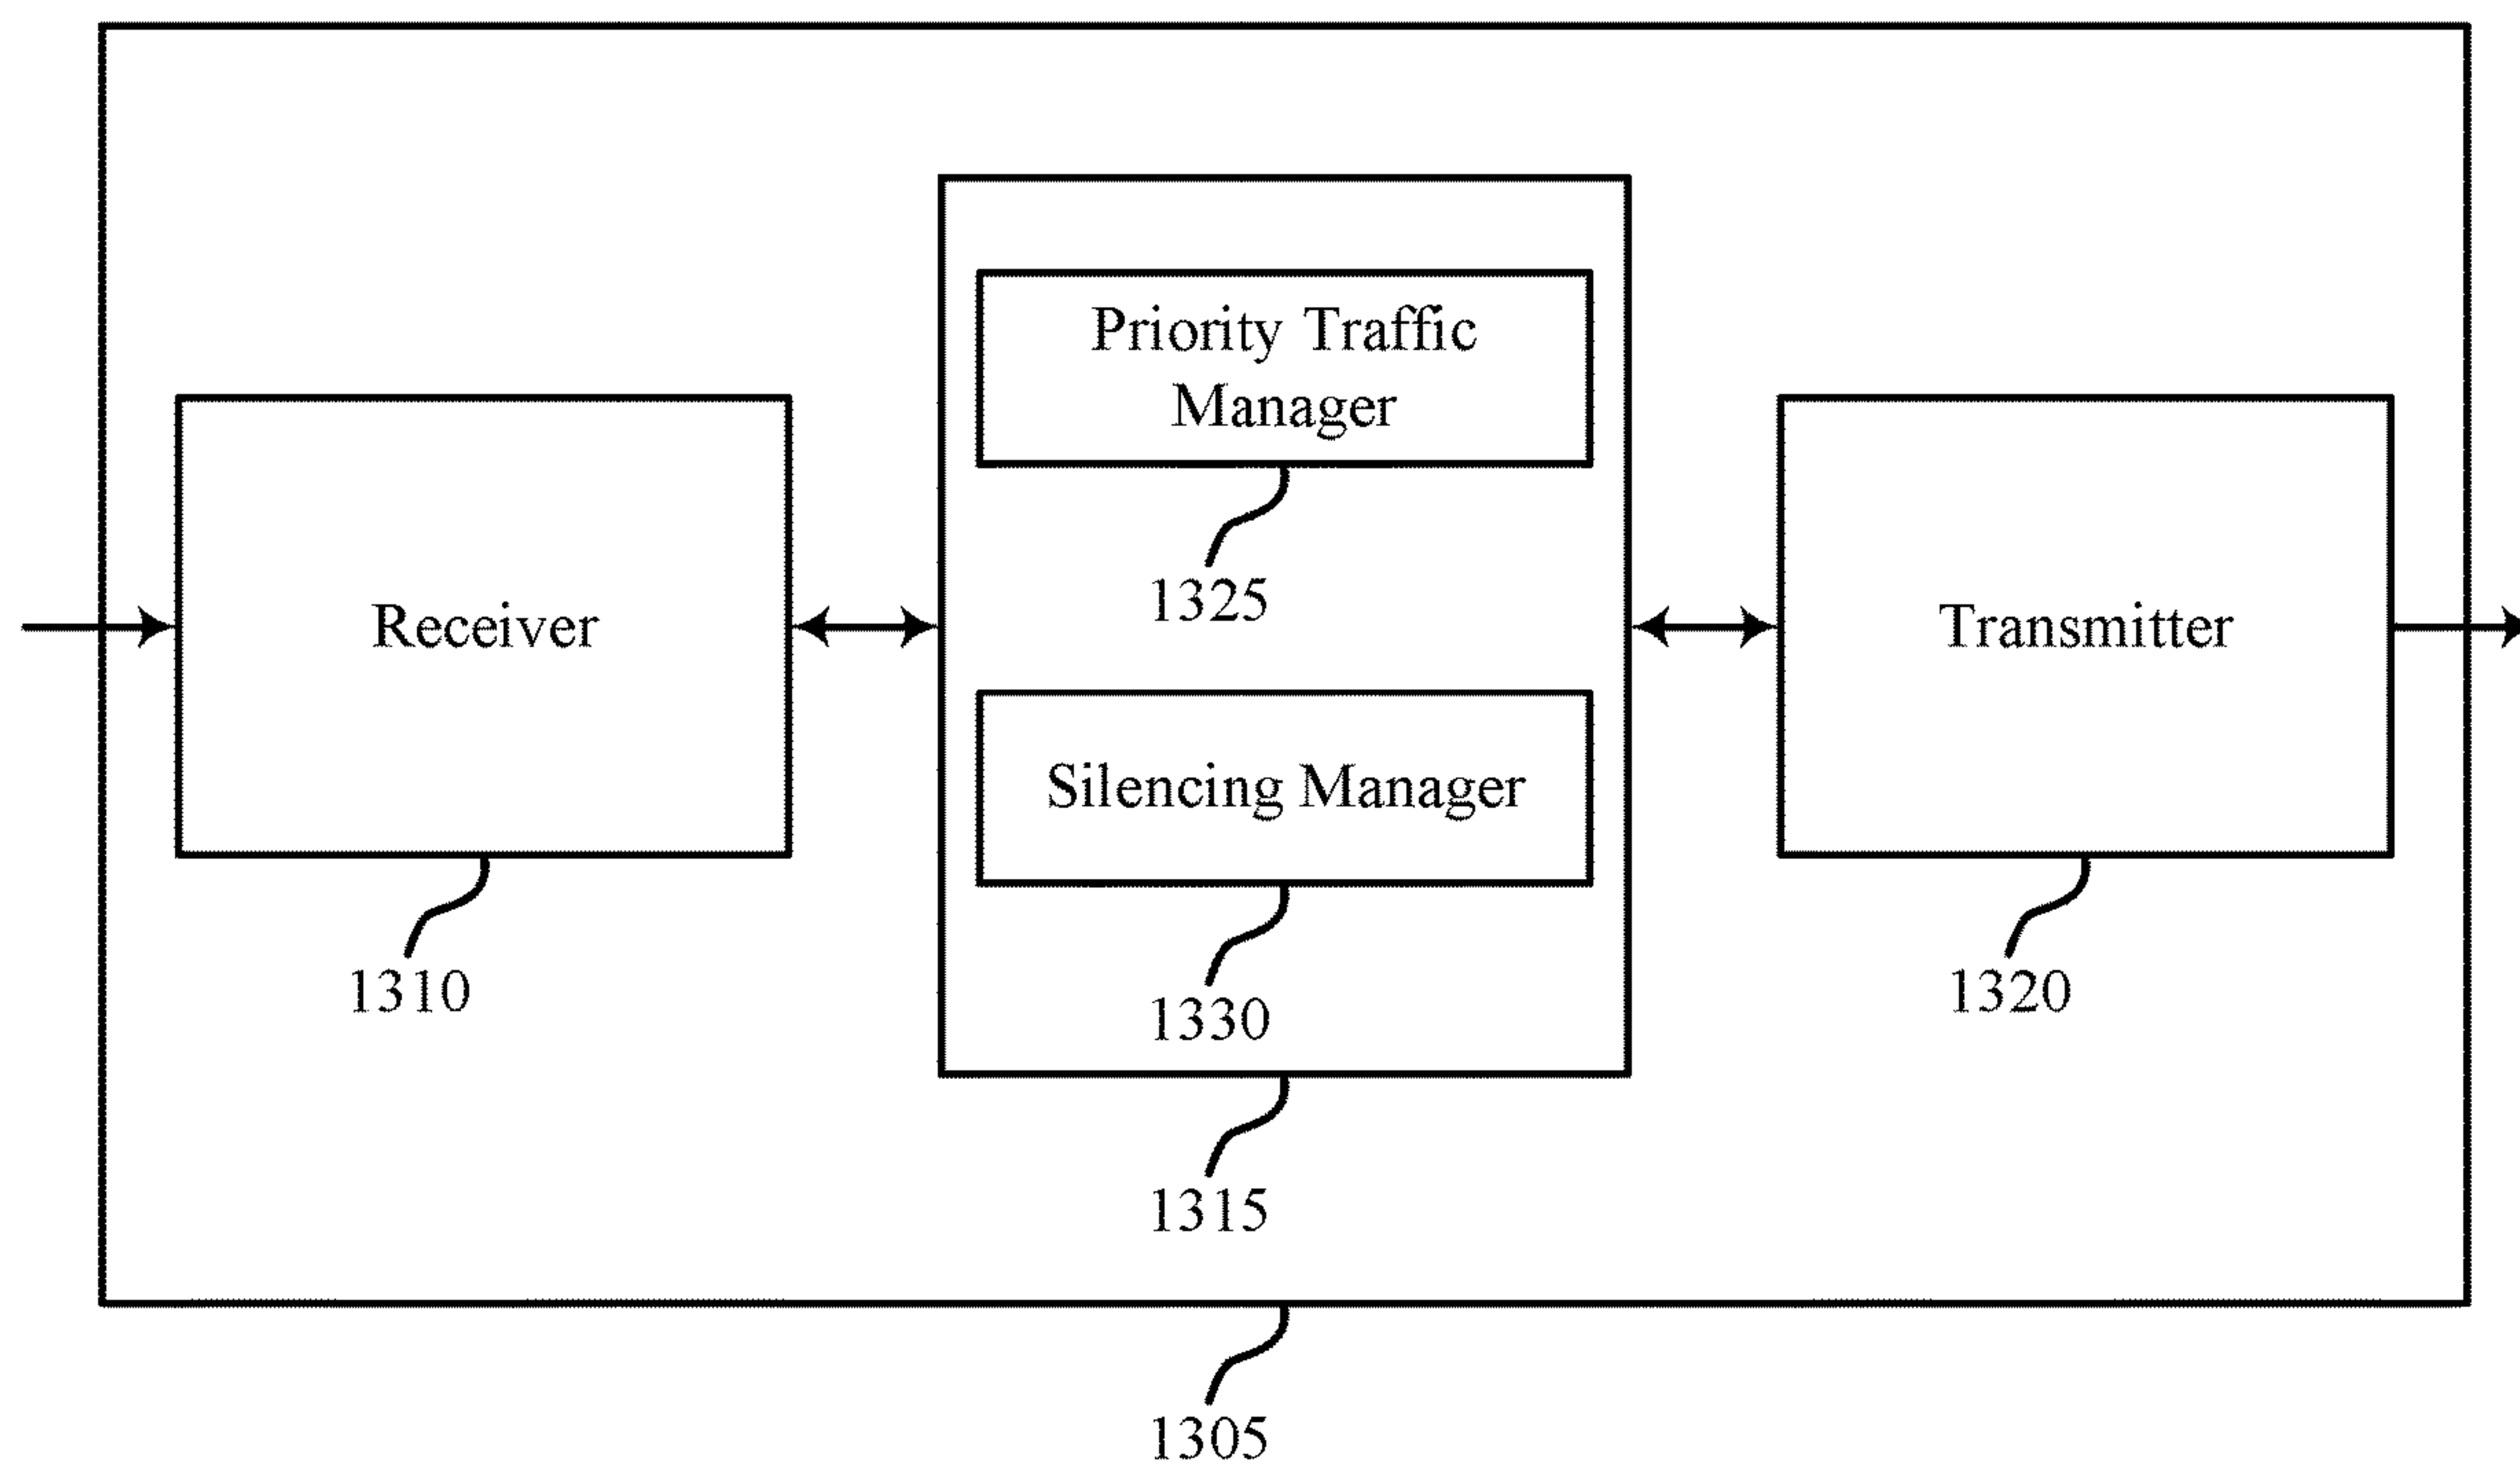 Priority Traffic
Manager
1325
Receiver
1310
Silencing Manager
1330
Transmitter
1320
1315
1305